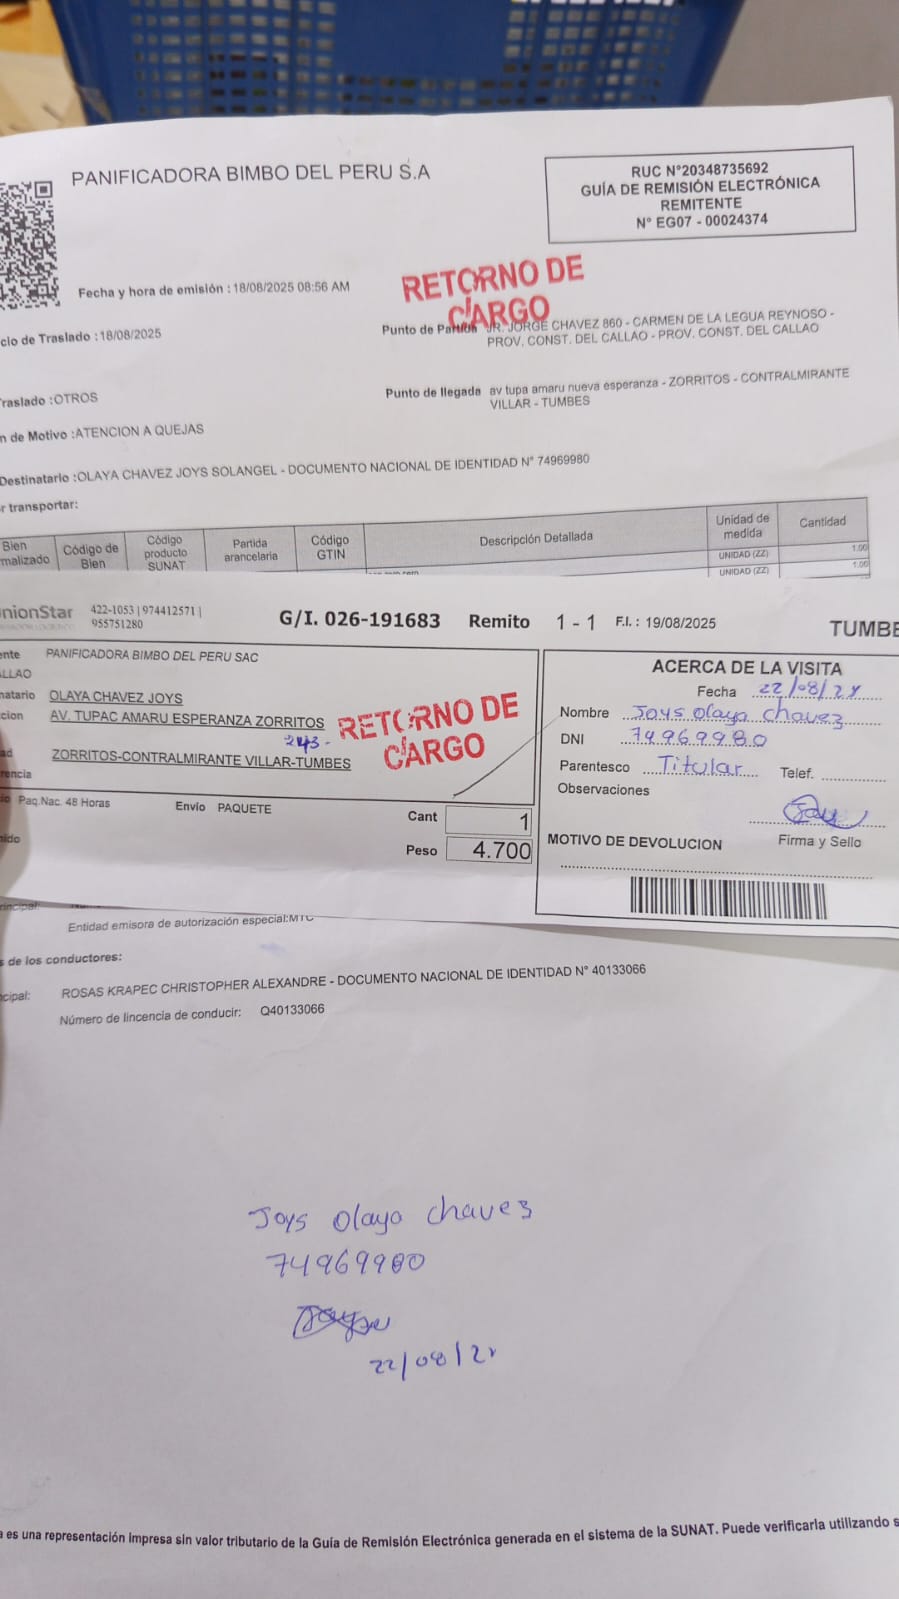 PANIFICADORA BIMBO DEL PERU S.A
RUC N°20348735692
GUÍA DE REMISIÓN ELECTRÓNICA
REMITENTE
N° EG07 - 00024374
Fecha y hora de emisión : 18/08/2025 08:56 AM
RETORNO DE
CARGO
cio de Traslado : 18/08/2025
Punto de Partida JR. JORGE CHAVEZ 860 - CARMEN DE LA LEGUA REYNOSO -
PROV. CONST. DEL CALLAO - PROV. CONST. DEL CALLAO
raslado :OTROS
Punto de llegada av tupa amaru nueva esperanza - ZORRITOS - CONTRALMIRANTE
VILLAR - TUMBES
n de Motivo :ATENCION A QUEJAS
Destinatario :OLAYA CHAVEZ JOYS SOLANGEL - DOCUMENTO NACIONAL DE IDENTIDAD N° 74969980
r transportar:
Bien
malizado
Código de
Bien
Código
producto
SUNAT
Partida
arancelaria
Código
GTIN
Descripción Detallada
Unidad de
medida
Cantidad
UNIDAD (ZZ) 1.00
UNIDAD (ZZ) 1.00
nionStar
422-1053 | 974412571 |
955751280
G/I. 026-191683 Remito 1 - 1 F.I. : 19/08/2025
TUMBE
ente PANIFICADORA BIMBO DEL PERU SAC
LLAO
natario OLAYA CHAVEZ JOYS
cion AV. TUPAC AMARU ESPERANZA ZORRITOS
243 -
ad ZORRITOS-CONTRALMIRANTE VILLAR-TUMBES
rencia
RETORNO DE
CARGO
io Paq.Nac. 48 Horas Envío PAQUETE
nido
Cant 1
Peso 4.700
ACERCA DE LA VISITA
Fecha 22/08/
Nombre Joys Olaya Chavez
DNI 74969980
Parentesco Titular Telef.
Observaciones
Firma y Sello
MOTIVO DE DEVOLUCION
rincipal:
Entidad emisora de autorización especial:MTC
s de los conductores:
ncipal: ROSAS KRAPEC CHRISTOPHER ALEXANDRE - DOCUMENTO NACIONAL DE IDENTIDAD N° 40133066
Número de lincencia de conducir: Q40133066
Joys Olaya Chavez
74969980
22/08/
a es una representación impresa sin valor tributario de la Guía de Remisión Electrónica generada en el sistema de la SUNAT. Puede verificarla utilizando s